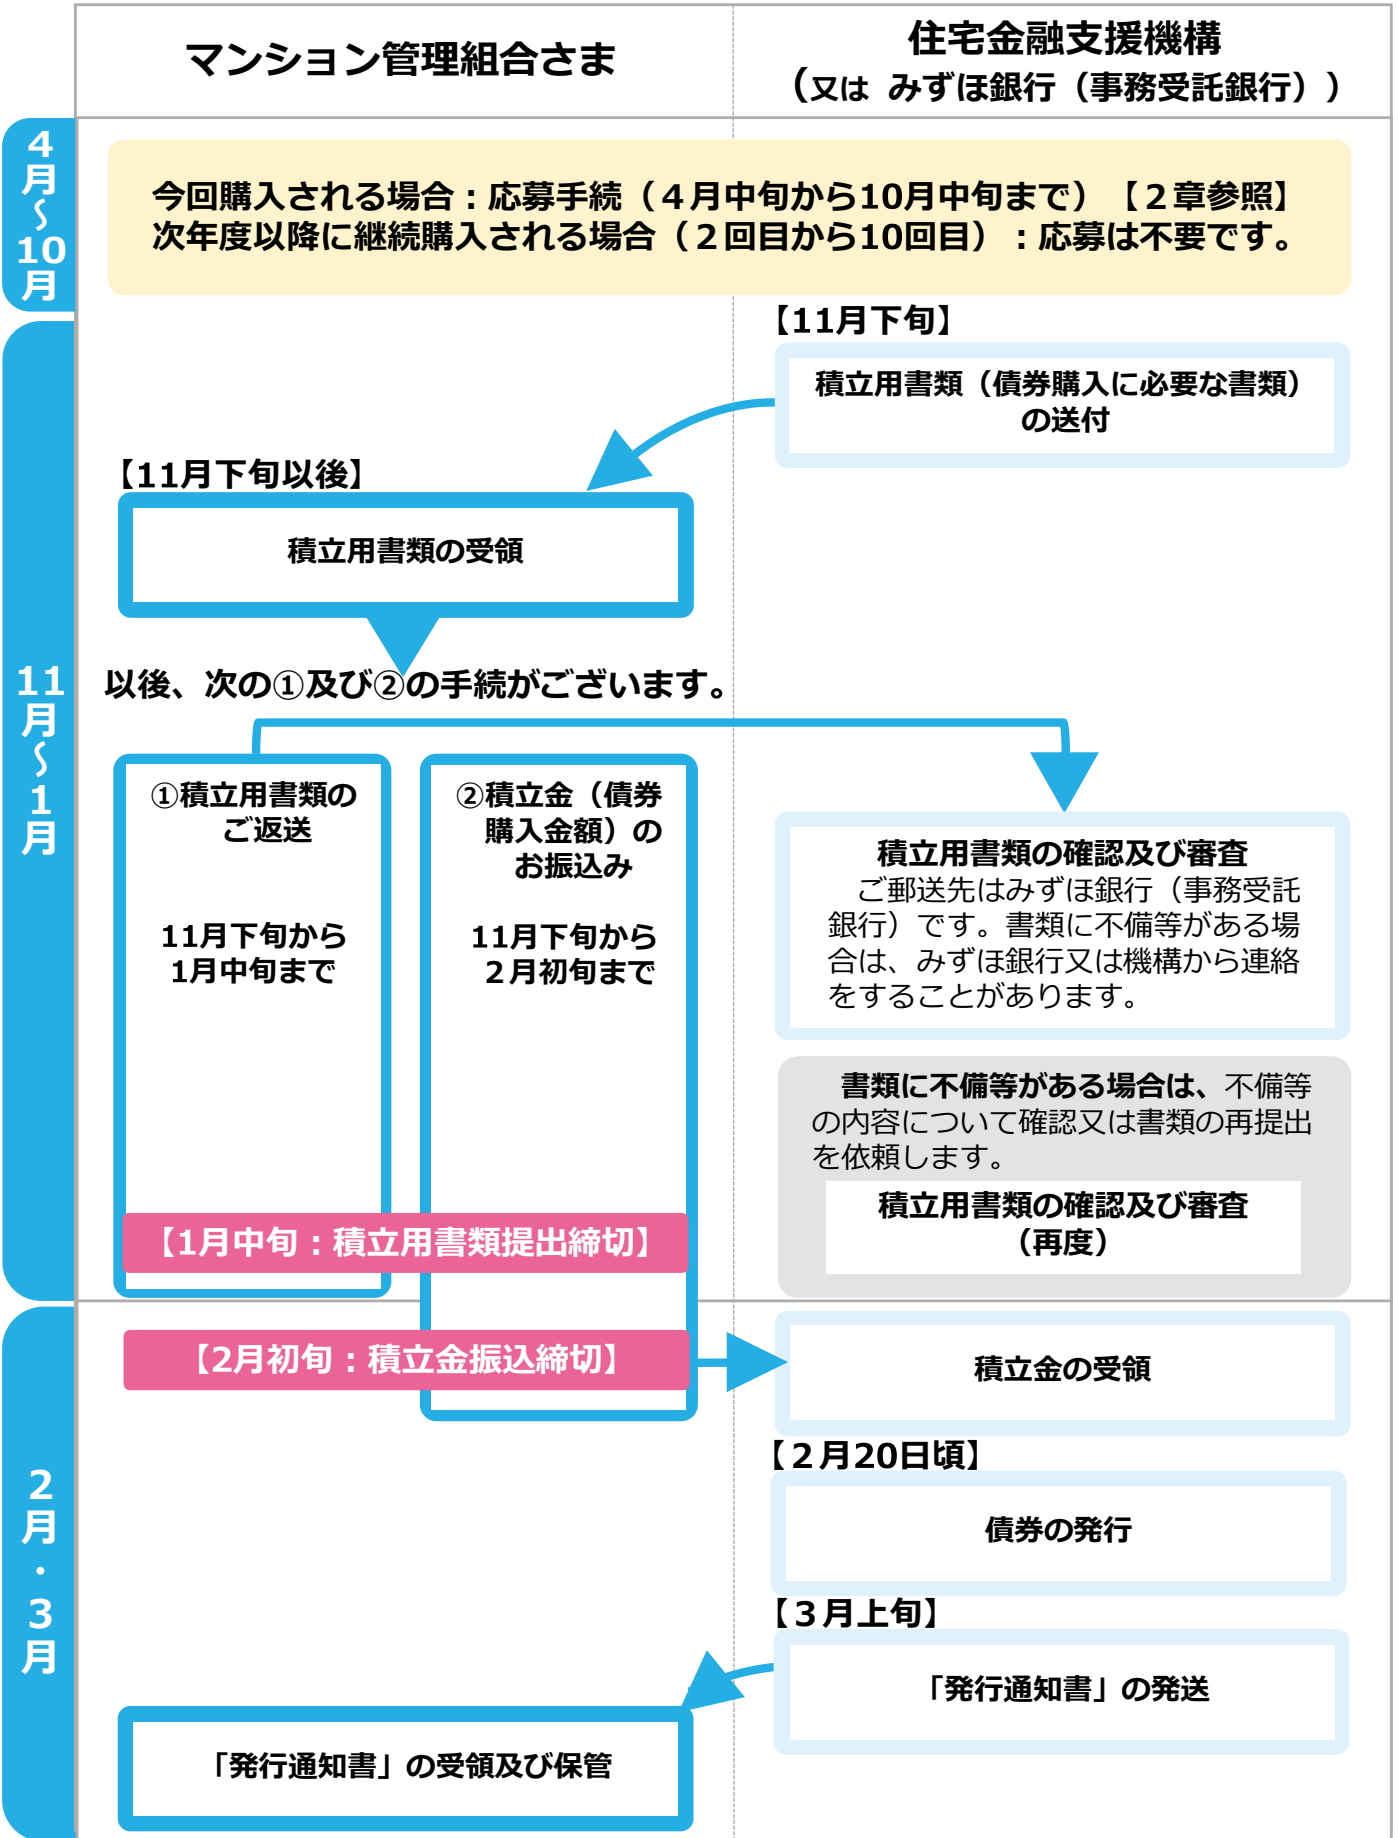 マンション管理組合さま
住宅金融支援機構
（又は みずほ銀行（事務受託銀行））
4月～10月
今回購入される場合：応募手続（４月中旬から10月中旬まで）【２章参照】
次年度以降に継続購入される場合（２回目から10回目）：応募は不要です。
11月～1月
【11月下旬】
積立用書類（債券購入に必要な書類）
の送付
【11月下旬以後】
積立用書類の受領
以後、次の①及び②の手続がございます。
①積立用書類の
ご返送
11月下旬から
1月中旬まで
②積立金（債券
購入金額）の
お振込み
11月下旬から
２月初旬まで
積立用書類の確認及び審査
ご郵送先はみずほ銀行（事務受託
銀行）です。書類に不備等がある場
合は、みずほ銀行又は機構から連絡
をすることがあります。
書類に不備等がある場合は、不備等
の内容について確認又は書類の再提出
を依頼します。
積立用書類の確認及び審査
（再度）
【1月中旬：積立用書類提出締切】
2月・3月
【2月初旬：積立金振込締切】
積立金の受領
【２月20日頃】
債券の発行
【３月上旬】
「発行通知書」の発送
「発行通知書」の受領及び保管